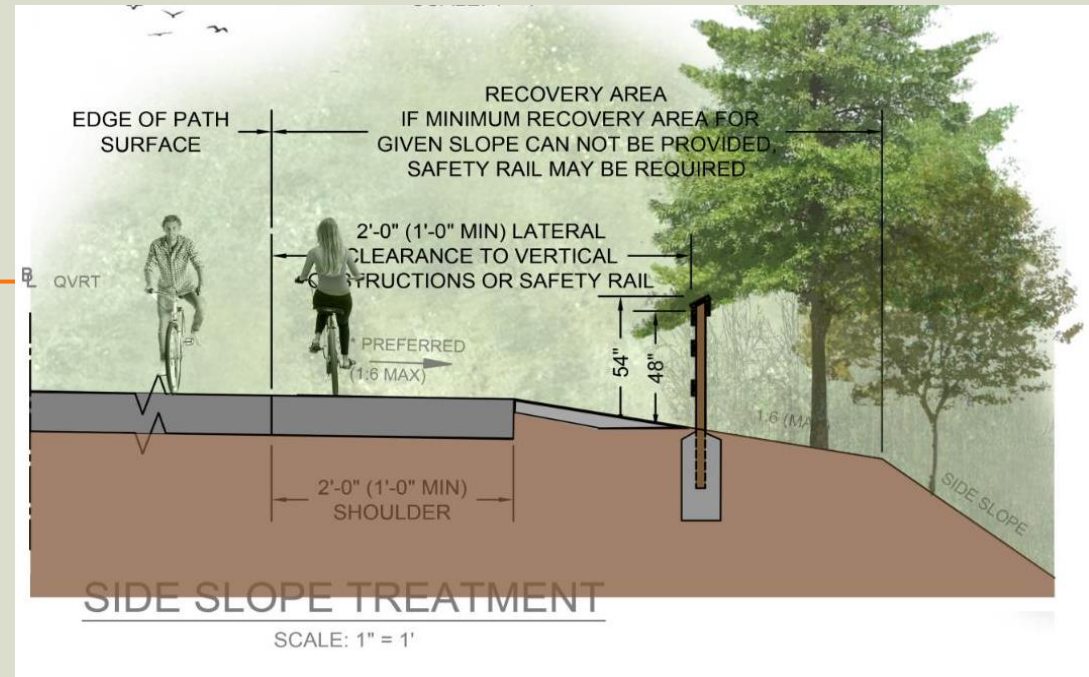 EDGE OF PATH
SURFACE
RECOVERY AREA
IF MINIMUM RECOVERY AREA FOR
GIVEN SLOPE CAN NOT BE PROVIDED,
SAFETY RAIL MAY BE REQUIRED
2'-0" (1'-0" MIN) LATERAL
CLEARANCE TO VERTICAL
OR SAFETY RAIL
QVRT
* PREFERRED
(1:6 MAX)
54"
48"
1:6
SIDE SLOPE
2'-0" (1'-0" MIN)
SHOULDER
SIDE SLOPE TREATMENT
SCALE: 1" = 1'